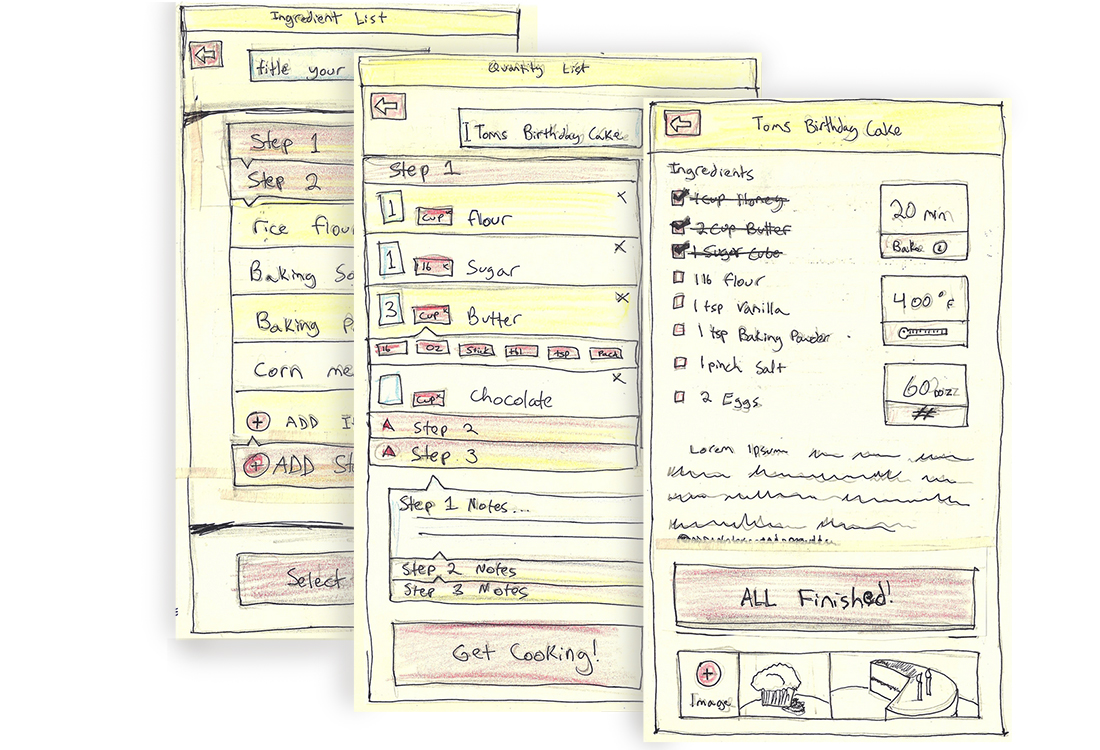 Ingredient List
title your
Step 1
Step 2
rice flou
Baking So
Baking P
Corn me
ADD I
ADD St
Select
Quantity List
Toms Birthday Cake
Step 1
1 Cup x flour x
1 lb x Sugar x
3 Cup x Butter x
lb OZ Stick tbl tsp Pack
Cup x Chocolate x
Step 2
Step 3
Step 1 Notes...
Step 2 Notes
Step 3 Notes
Get Cooking!
Toms Birthday Cake
Ingredients
1 Cup Honey
2 Cup Butter
1 Sugar Cube
1 lb flour
1 tsp Vanilla
1 tsp Baking Powder
1 pinch Salt
2 Eggs
20 min
Bake
400°F
60
#
Lorem Ipsum
ALL Finished!
Image